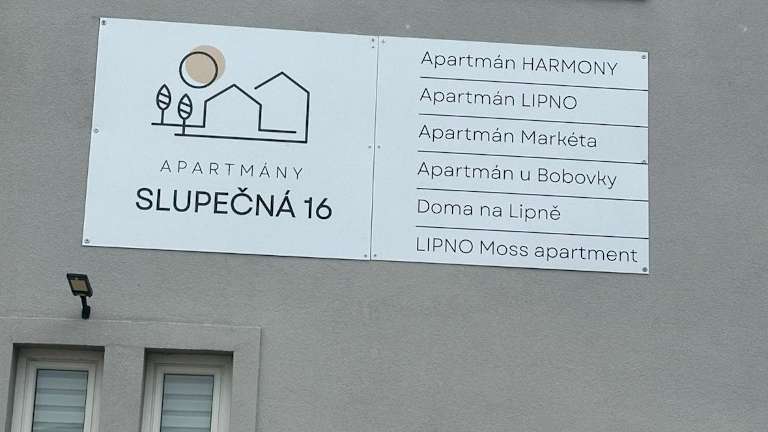 APARTMÁNY
SLUPEČNÁ 16
Apartmán HARMONY
Apartmán LIPNO
Apartmán Markéta
Apartmán u Bobovky
Doma na Lipně
LIPNO Moss apartment